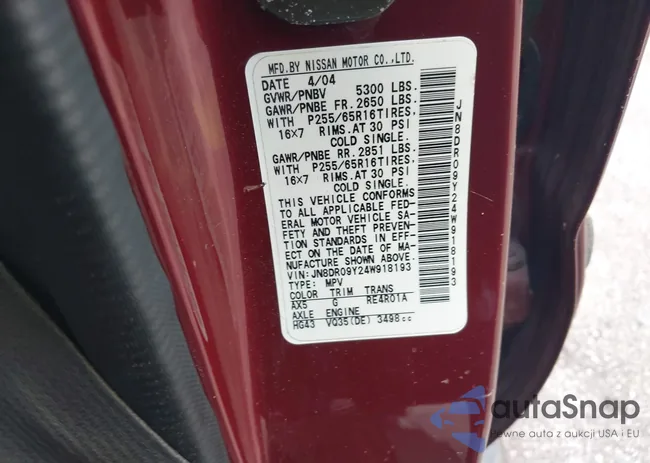 MFD.BY NISSAN MOTOR CO.,LTD.
DATE 4/04
GVWR/PNBV 5300 LBS.
GAWR/PNBE FR. 2650 LBS.
WITH P255/65R16TIRES.
16×7 RIMS.AT 30 PSI
COLD SINGLE.
GAWR/PNBE RR. 2851 LBS.
WITH P255/65R16TIRES.
16×7 RIMS.AT 30 PSI
COLD SINGLE.
THIS VEHICLE CONFORMS
TO ALL APPLICABLE FED-
ERAL MOTOR VEHICLE SA-
FETY AND THEFT PREVEN-
TION STANDARDS IN EFF-
ECT ON THE DATE OF MA-
NUFACTURE SHOWN ABOVE.
VIN:JN8DR09Y24W918193
TYPE: MPV
COLOR TRIM TRANS
AX5 G RE4R01A
AXLE ENGINE
HG43 VQ35(DE) 3498cc
JN8DR09Y24W918193
autaSnap
Pewne auta z aukcji USA i EU